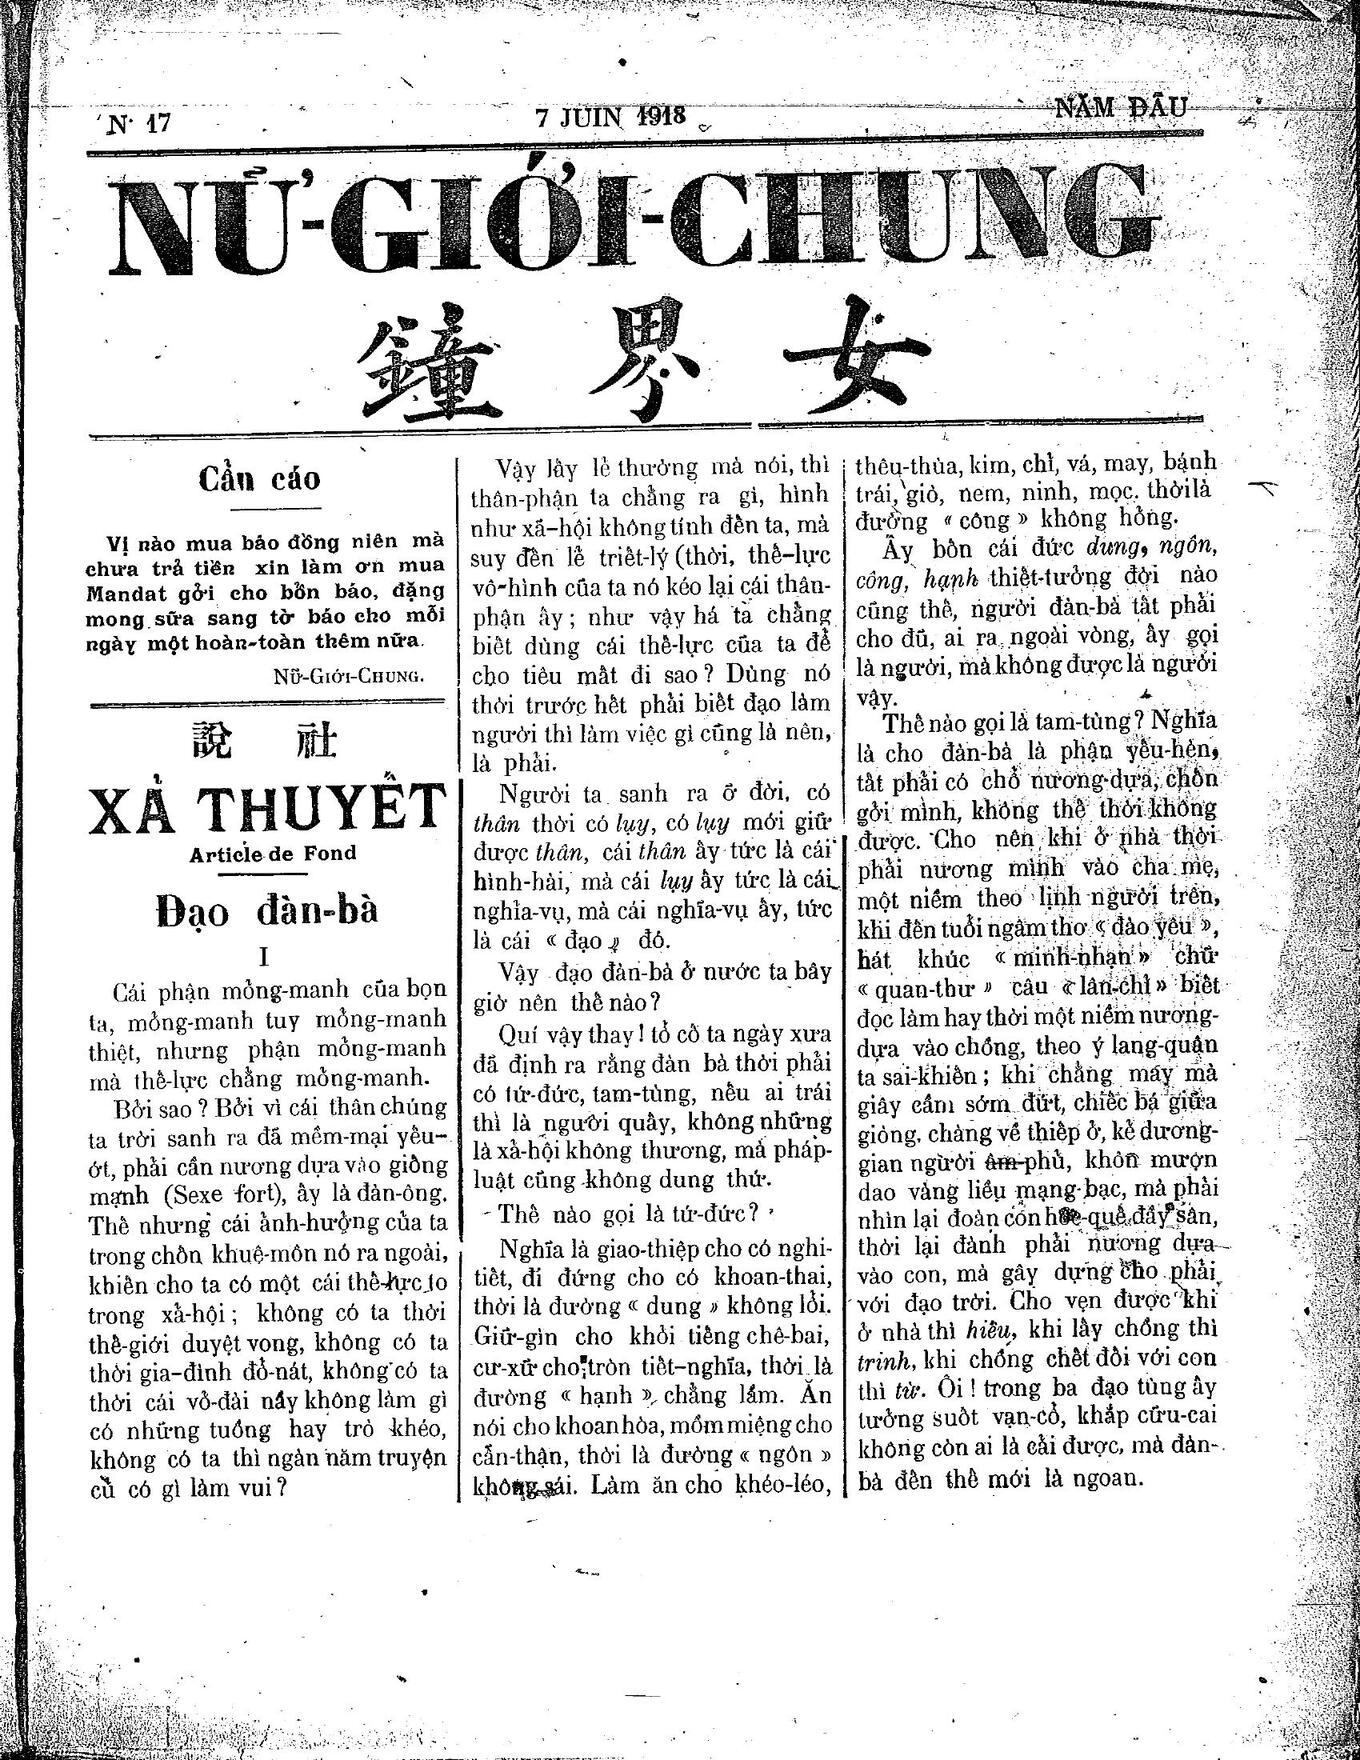 N· 17
7 JUIN 1918
NĂM ĐẦU
NỮ-GIỚI-CHUNG
鐘界女
Cẩn cáo
Vị nào mua báo đồng niên mà
chưa trả tiền xin làm ơn mua
Mandat gởi cho bổn báo, đặng
mong sữa sang tờ báo cho mỗi
ngày một hoàn-toàn thêm nữa.
NỮ-GIỚI-CHUNG.
說社
XẢ THUYẾT
Article de Fond
Đạo đàn-bà
I
Cái phận mỏng-manh của bọn
ta, mỏng-manh tuy mỏng-manh
thiệt, nhưng phận mỏng-manh
mà thế-lực chẳng mỏng-manh.
Bởi sao? Bởi vì cái thân chúng
ta trời sanh ra đã mềm-mại yếu-
ớt, phải cần nương dựa vào giống
mạnh (Sexe fort), ấy là đàn-ông.
Thế nhưng cái ảnh-hưởng của ta
trong chốn khuê-môn nó ra ngoài,
khiến cho ta có một cái thế-lực to
trong xả-hội; không có ta thời
thế-giới duyệt vong, không có ta
thời gia-đình đổ-nát, không có ta
thời cái vỏ-đài nầy không làm gì
có những tuồng hay trò khéo,
không có ta thì ngàn năm truyện
củ có gì làm vui?
Vậy lấy lẻ thường mà nói, thì
thân-phận ta chẳng ra gì, hình
như xã-hội không tính đến ta, mà
suy đến lẻ triết-lý (thời, thế-lực
vô-hình của ta nó kéo lại cái thân-
phận ấy; như vậy há ta chẳng
biết dùng cái thế-lực của ta để
cho tiêu mất đi sao? Dùng nó
thời trước hết phải biết đạo làm
người thì làm việc gì cũng là nên,
là phải.
Người ta sanh ra ở đời, có
thân thời có lụy, có lụy mới giữ
được thân, cái thân ấy tức là cái
hình-hài, mà cái lụy ấy tức là cái
nghĩa-vụ, mà cái nghĩa-vụ ấy, tức
là cái « đạo » đó.
Vậy đạo đàn-bà ở nước ta bây
giờ nên thế nào?
Quí vậy thay! tổ cô ta ngày xưa
đã định ra rằng đàn bà thời phải
có tứ-đức, tam-tùng, nếu ai trái
thì là người quấy, không những
là xả-hội không thương, mà pháp-
luật cũng không dung thứ.
Thế nào gọi là tứ-đức?
Nghĩa là giao-thiệp cho có nghi-
tiết, đi đứng cho có khoan-thai,
thời là đường « dung » không lổi.
Giữ-gìn cho khỏi tiếng chê-bai,
cư-xữ cho tròn tiết-nghĩa, thời là
đường « hạnh » chẳng lầm. Ăn
nói cho khoan hòa, mồm miệng cho
cẩn-thận, thời là đường « ngôn »
không sái. Làm ăn cho khéo-léo,
thêu-thùa, kim, chỉ, vá, may, bánh
trái, giò, nem, ninh, mọc, thời là
đường « công » không hỏng.
Ấy bốn cái đức dung, ngôn,
công, hạnh thiệt-tưởng đời nào
cũng thế, người đàn-bà tất phải
cho đũ, ai ra ngoài vòng, ấy gọi
là người, mà không được là người
vậy.
Thế nào gọi là tam-tùng? Nghĩa
là cho đàn-bà là phận yếu-hèn,
tất phải có chổ nương-dựa, chốn
gởi mình, không thế thời không
được. Cho nên khi ở nhà thời
phải nương mình vào cha mẹ,
một niềm theo lịnh người trên,
khi đến tuổi ngâm thơ « đào yêu »,
hát khúc « minh-nhạn » chữ
« quan-thư » câu « lân-chỉ » biết
đọc làm hay thời một niềm nương-
dựa vào chồng, theo ý lang-quân
ta sai-khiến; khi chẳng máy mà
giây cầm sớm đứt, chiếc bá giữa
giòng, chàng về thiếp ở, kẻ dương-
gian người âm-phủ, khôn mượn
dao vàng liều mạng-bạc, mà phải
nhìn lại đoàn con hòe-quế đầy sân,
thời lại đành phải nương dựa
vào con, mà gây dựng cho phải
với đạo trời. Cho vẹn được khi
ở nhà thì hiếu, khi lấy chồng thì
trinh, khi chồng chết đối với con
thì từ. Ôi! trong ba đạo tùng ấy
tưởng suốt vạn-cổ, khắp cửu-cai
không còn ai là cải được, mà đàn-
bà đến thế mới là ngoan.